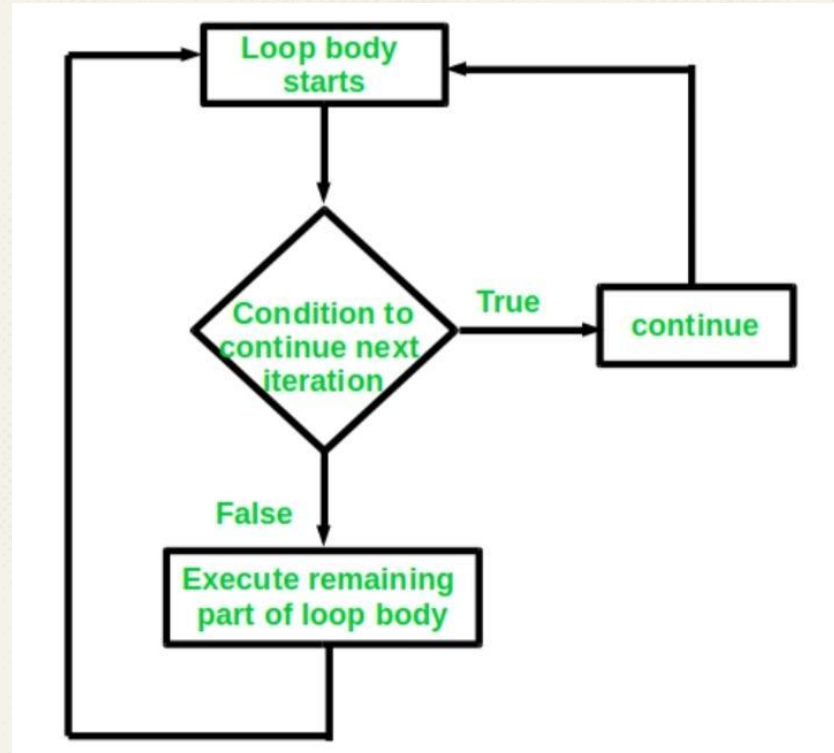 Loop body
starts
Condition to
continue next
iteration
True
continue
False
Execute remaining
part of loop body